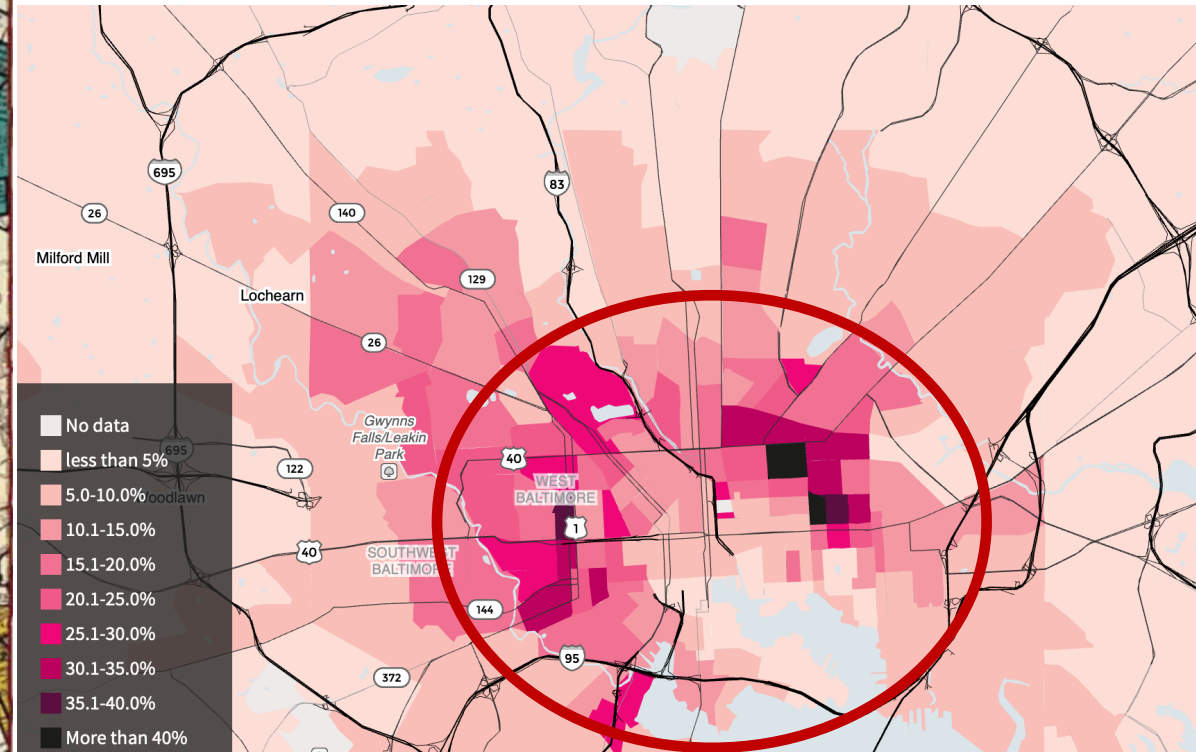 695
83
26
140
Milford Mill
129
Lochearn
26
Gwynns
Falls/Leakin
Park
40
WEST
BALTIMORE
1
No data
less than 5%
5.0-10.0%
10.1-15.0%
15.1-20.0%
20.1-25.0%
25.1-30.0%
30.1-35.0%
35.1-40.0%
More than 40%
695
122
oodlawn
40
SOUTHWEST
BALTIMORE
144
95
372